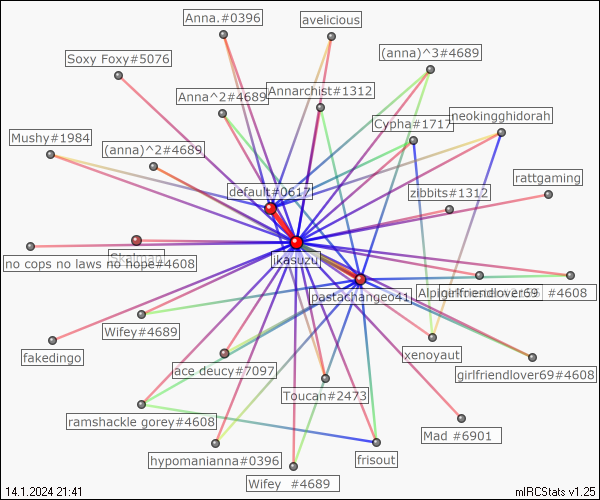 Anna.#0396
avelicious
Soxy Foxy#5076
(anna)^3#4689
Anna^2#4689
Annarchist#1312
Cypha#1717
neokingghidorah
Mushy#1984
(anna)^2#4689
default#0617
zibbits#1312
rattgaming
ikasuzu
no cops no laws no hope#4608
pastachangeo41
#4608
Wifey#4689
fakedingo
ace deucy#7097
xenoyaut
girlfriendlover69#4608
Toucan#2473
ramshackle gorey#4608
Mad #6901
hypomanianna#0396
frisout
Wifey #4689
14.1.2024 21:41
mIRCStats v1.25